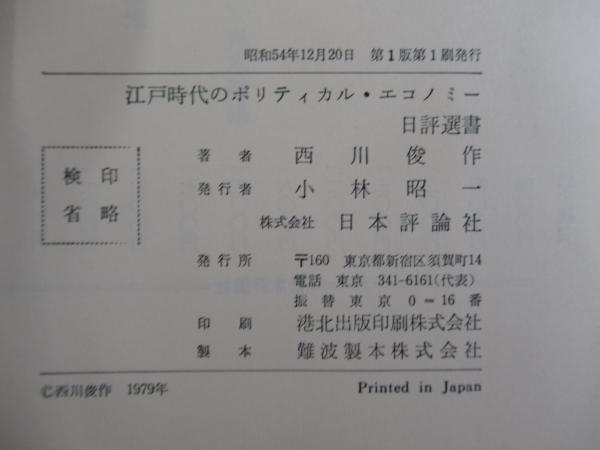 昭和54年12月20日 第1版第1刷発行
江戸時代のポリティカル・エコノミー
日評選書
著者 西川俊作
発行者 小林昭一
株式会社 日本評論社
発行所 〒160 東京都新宿区須賀町14
電話 東京 341-6161(代表)
振替東京 0-16番
印刷 港北出版印刷株式会社
製本 難波製本株式会社
検印
省略
©西川俊作 1979年 Printed in Japan